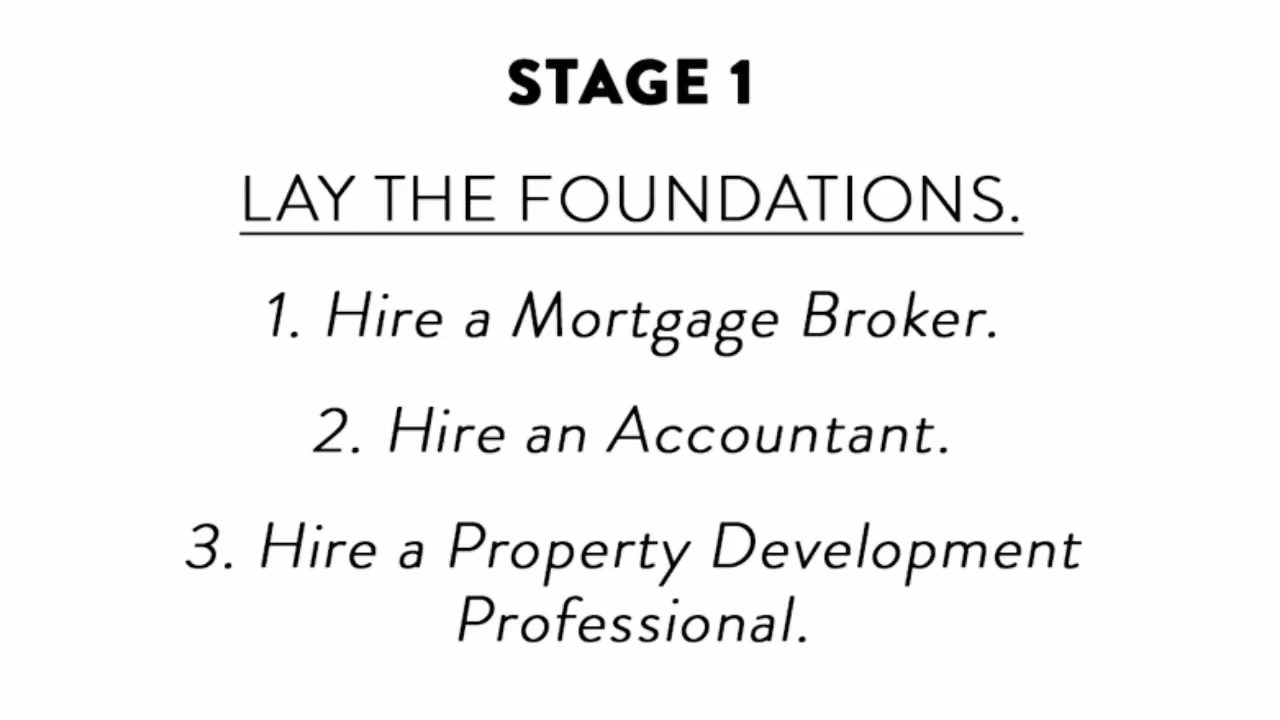 STAGE 1
LAY THE FOUNDATIONS.
1. Hire a Mortgage Broker.
2. Hire an Accountant.
3. Hire a Property Development
Professional.